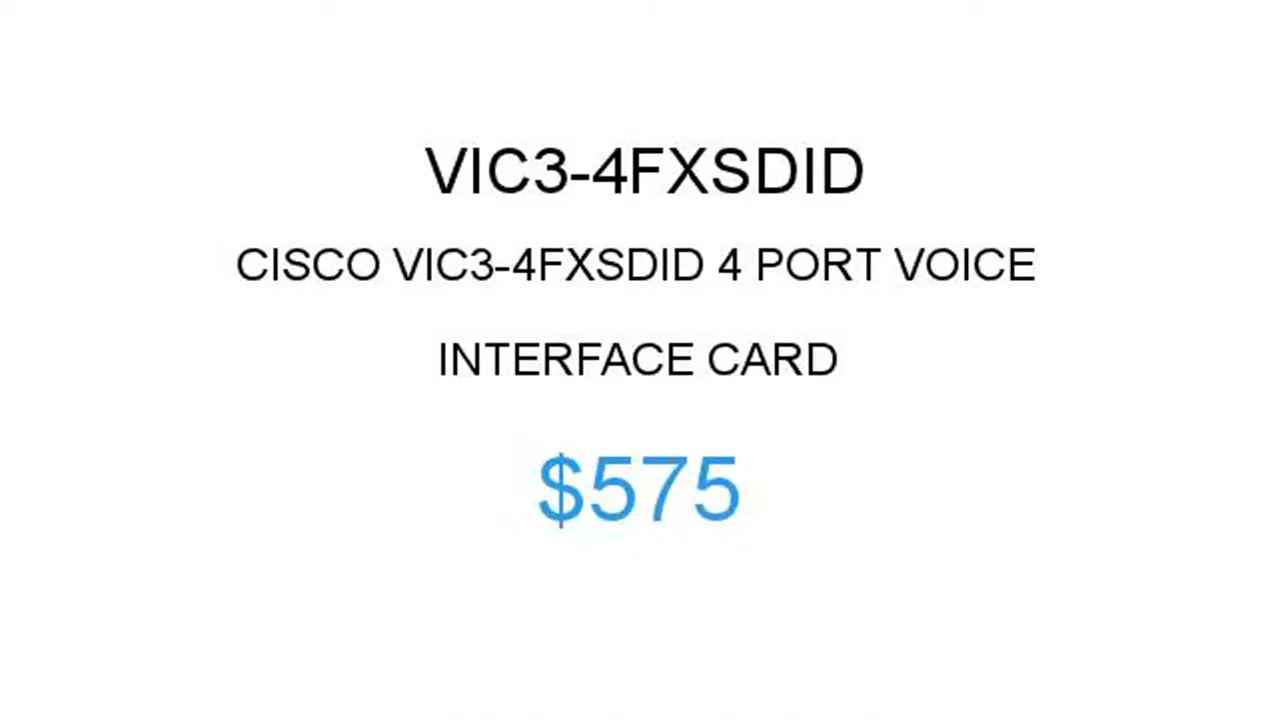 VIC3-4FXSDID
CISCO VIC3-4FXSDID 4 PORT VOICE
INTERFACE CARD
$575